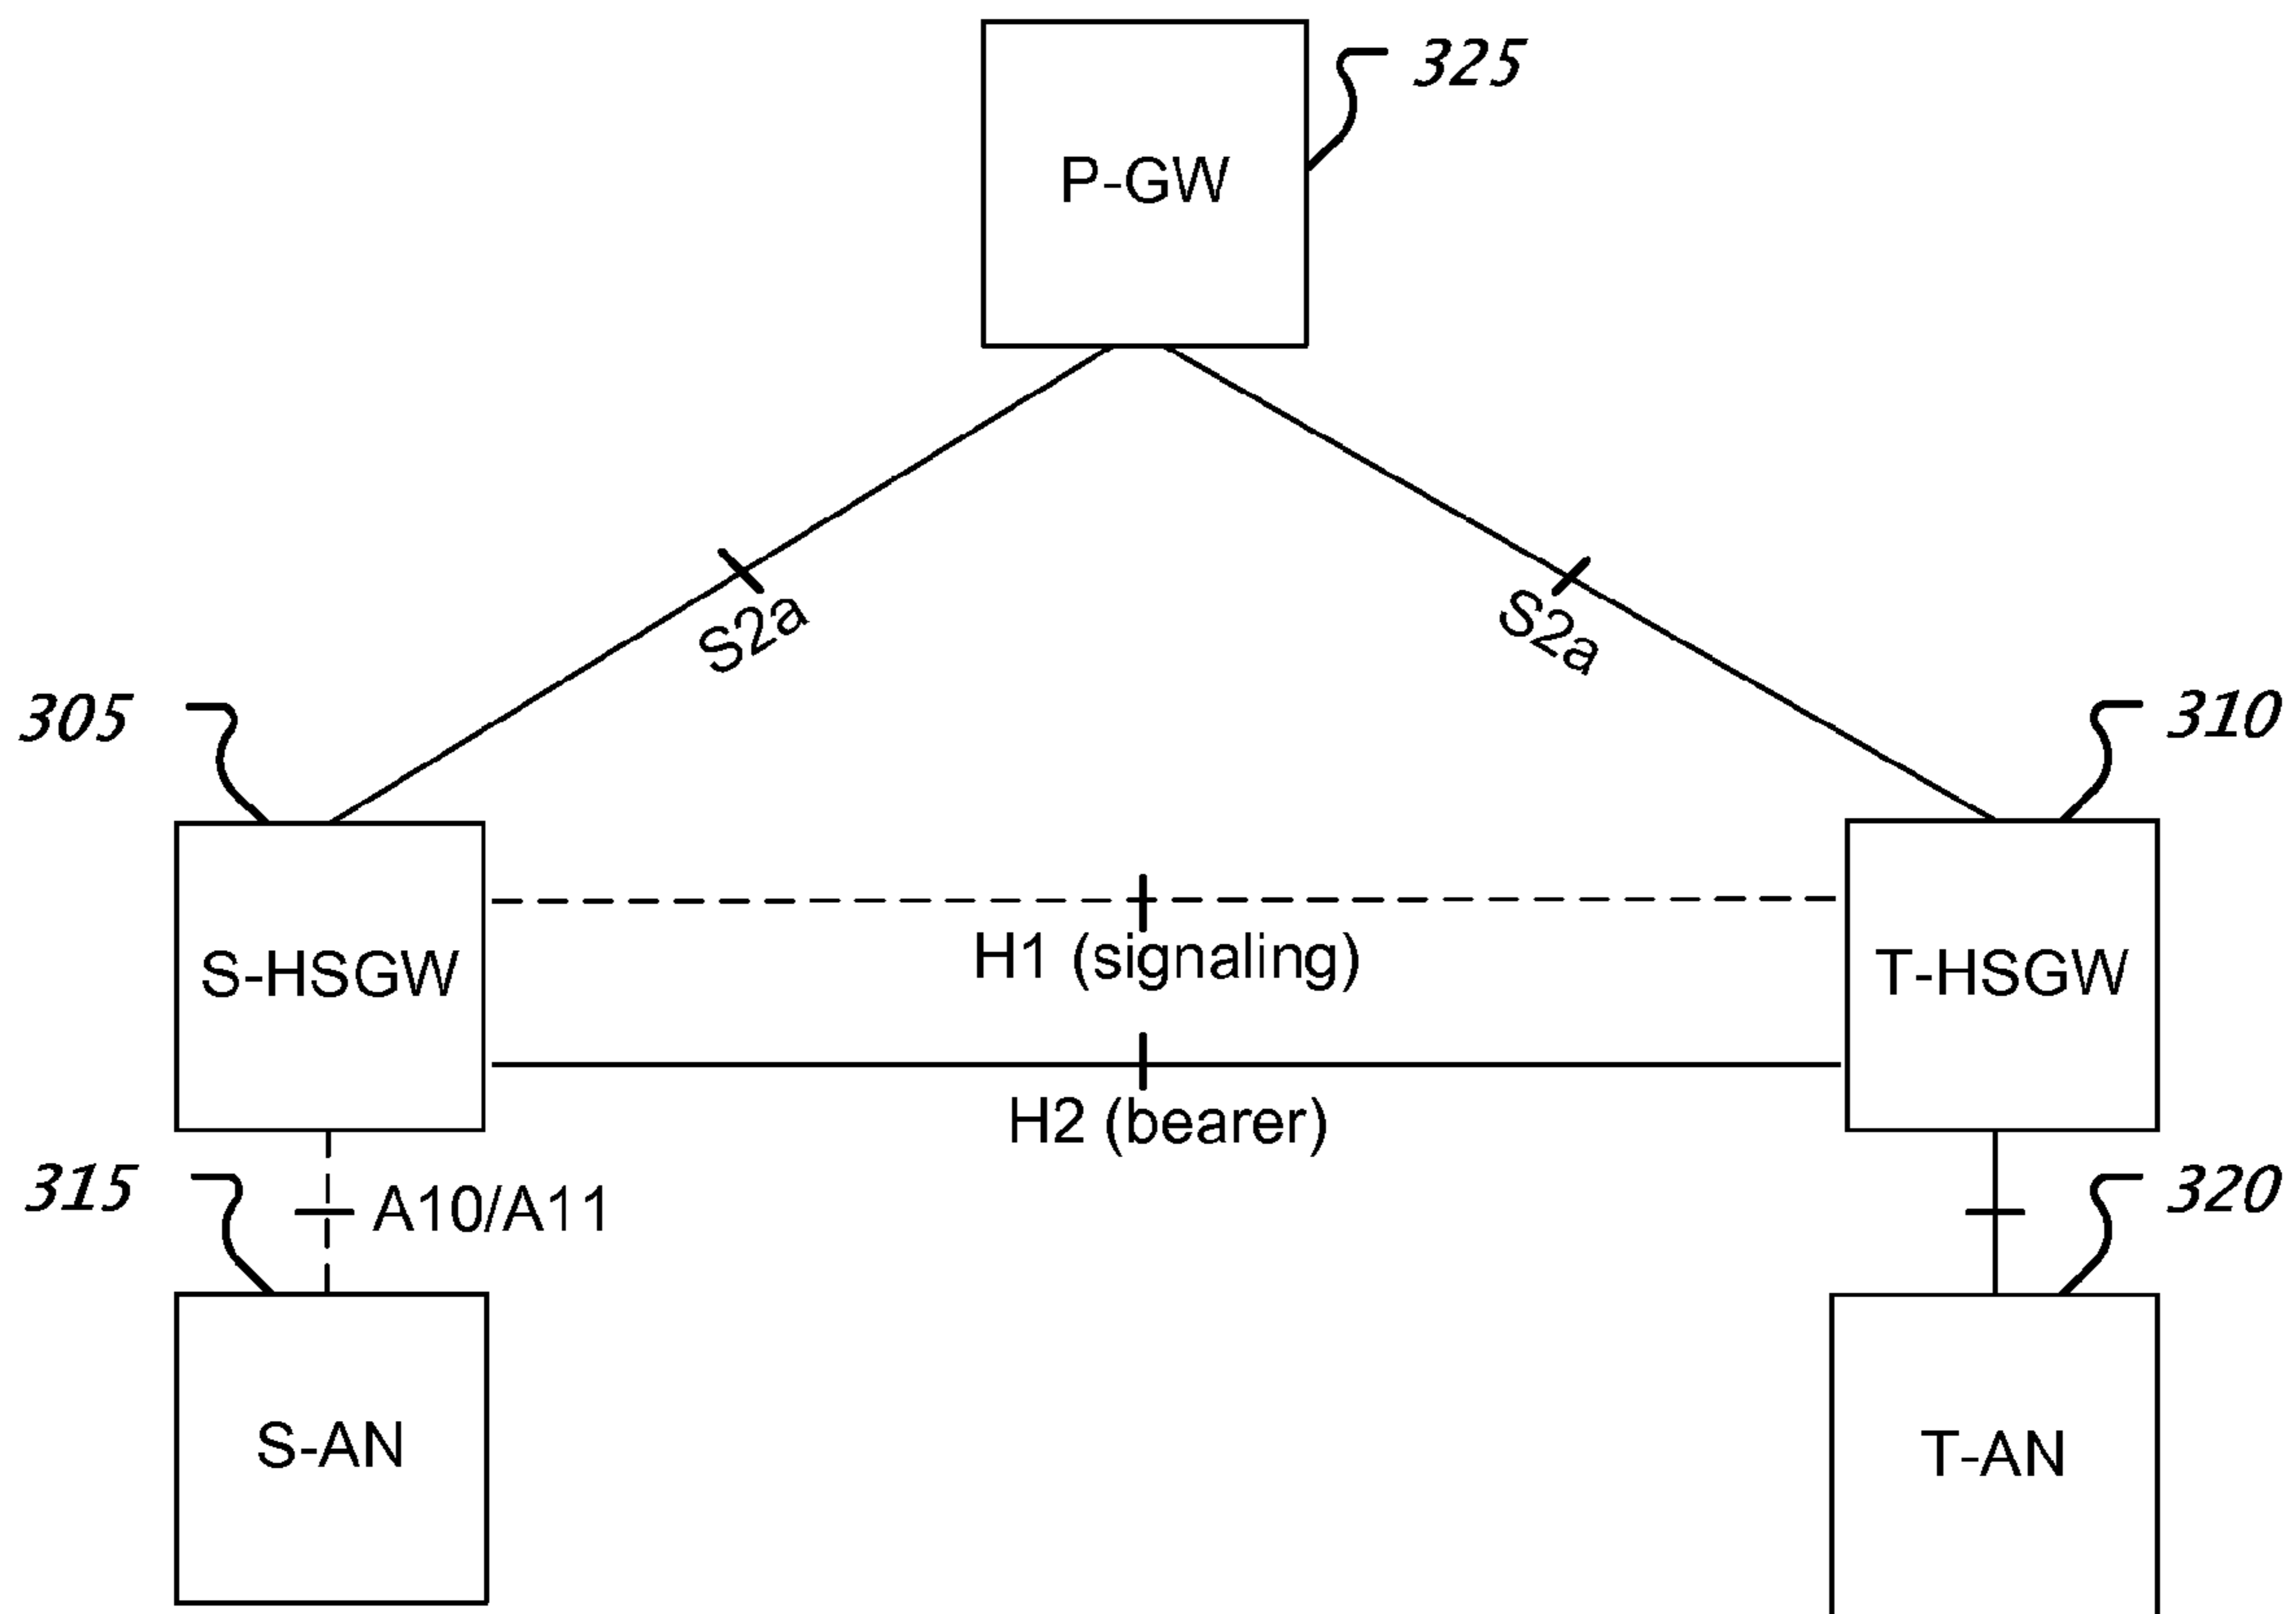 325
P-GW
S2a
S2a
305
310
S-HSGW
H1 (signaling)
T-HSGW
H2 (bearer)
315
A10/A11
320
S-AN
T-AN